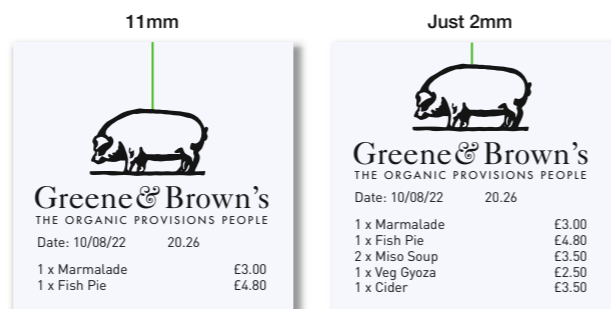 11mm
Greene & Brown's
THE ORGANIC PROVISIONS PEOPLE
Date: 10/08/22 20.26
1 x Marmalade £3.00
1 x Fish Pie £4.80
Just 2mm
Greene & Brown's
THE ORGANIC PROVISIONS PEOPLE
Date: 10/08/22 20.26
1 x Marmalade £3.00
1 x Fish Pie £4.80
2 x Miso Soup £3.50
1 x Veg Gyoza £2.50
1 x Cider £3.50